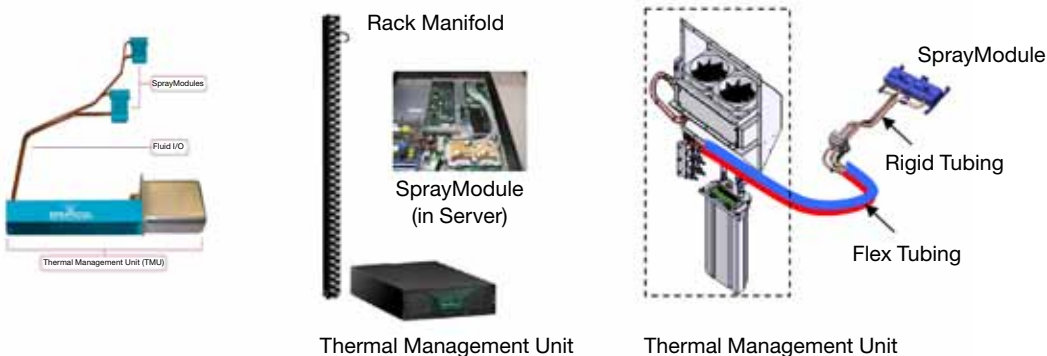 SprayModules
Fluid I/O
Thermal Management Unit (TMU)
Rack Manifold
SprayModule
(in Server)
Thermal Management Unit
SprayModule
Rigid Tubing
Flex Tubing
Thermal Management Unit